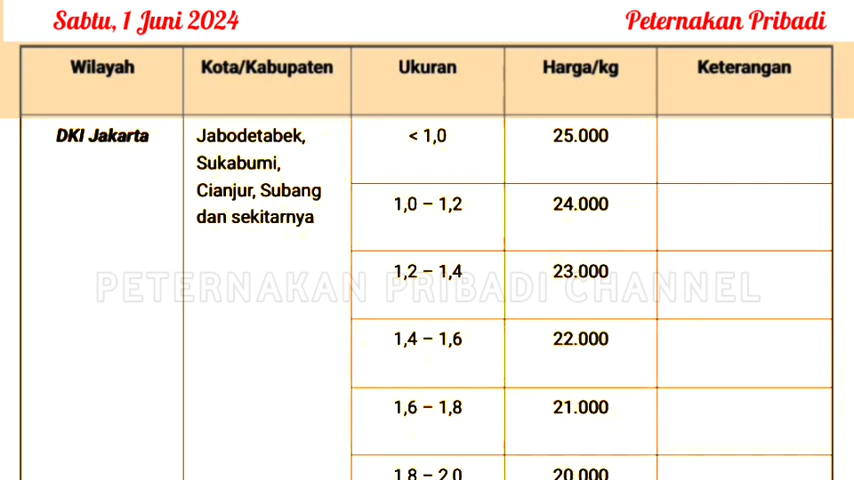 Sabtu, 1 Juni 2024 Peternakan Pribadi
Wilayah Kota/Kabupaten Ukuran Harga/kg Keterangan
DKI Jakarta Jabodetabek, < 1,0 25.000
Sukabumi,
Cianjur, Subang 1,0 – 1,2 24.000
dan sekitarnya
1,2 – 1,4 23.000
PETERNAKAN PRIBADI CHANNEL
1,4 – 1,6 22.000
1,6 – 1,8 21.000
1,8 – 2,0 20.000